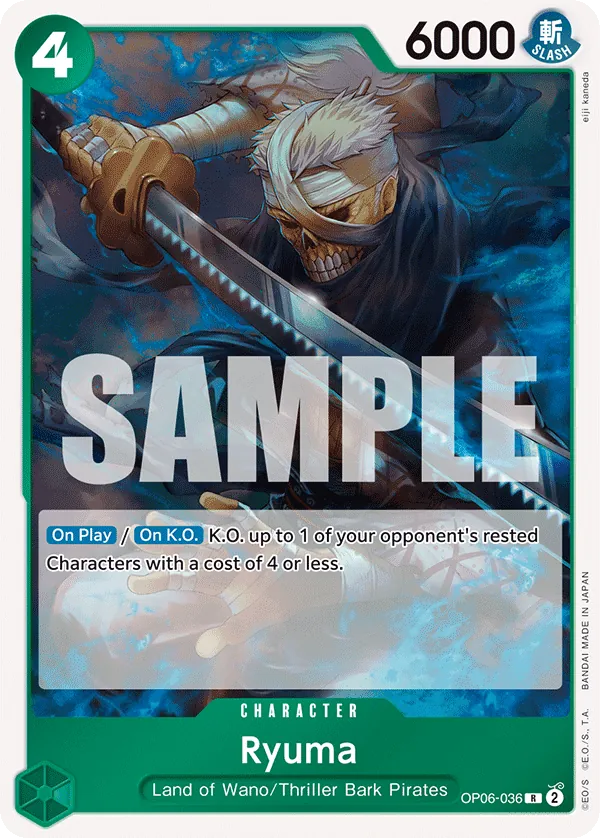 4
6000
斬
SLASH
eiji kaneda
SAMPLE
On Play / On K.O. K.O. up to 1 of your opponent's rested
Characters with a cost of 4 or less.
CHARACTER
Ryuma
Land of Wano/Thriller Bark Pirates
OP06-036 R 2
©EO/S ©E.O./S., T.A. BANDAI MADE IN JAPAN